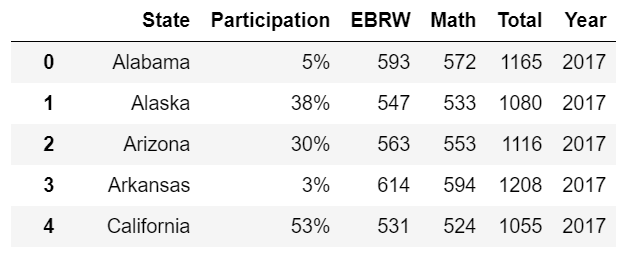 State Participation EBRW Math Total Year
0 Alabama 5% 593 572 1165 2017
1 Alaska 38% 547 533 1080 2017
2 Arizona 30% 563 553 1116 2017
3 Arkansas 3% 614 594 1208 2017
4 California 53% 531 524 1055 2017